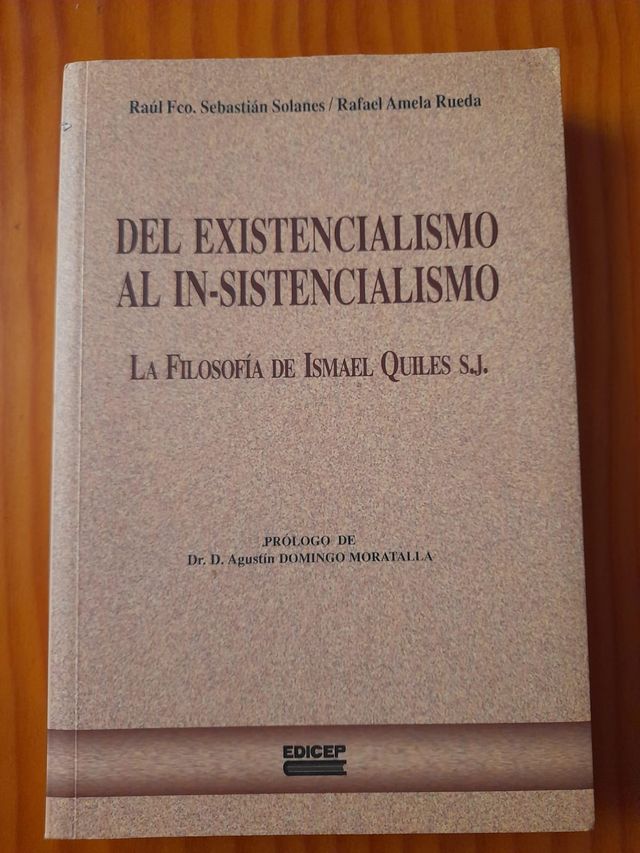 Raúl Fco. Sebastián Solanes / Rafael Amela Rueda
DEL EXISTENCIALISMO
AL IN-SISTENCIALISMO
LA FILOSOFÍA DE ISMAEL QUILES S.J.
PRÓLOGO DE
Dr. D. Agustín DOMINGO MORATALLA
EDICEP